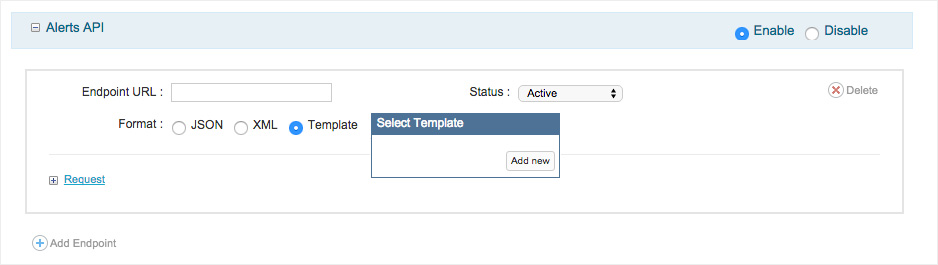 Alerts API
Enable Disable
Endpoint URL :
Status : Active
Delete
Format : JSON XML Template
Select Template
Add new
Request
Add Endpoint